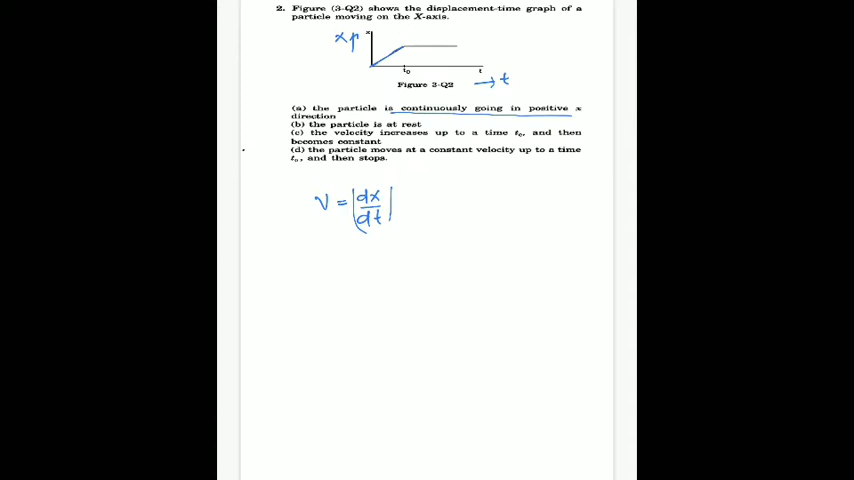 2. Figure (3-Q2) shows the displacement-time graph of a
particle moving on the X-axis.
x
x
t₀
t
→ t
Figure 3-Q2
(a) the particle is continuously going in positive x
direction
(b) the particle is at rest
(c) the velocity increases up to a time t₀, and then
becomes constant
(d) the particle moves at a constant velocity up to a time
t₀, and then stops.
V = |dx/dt|